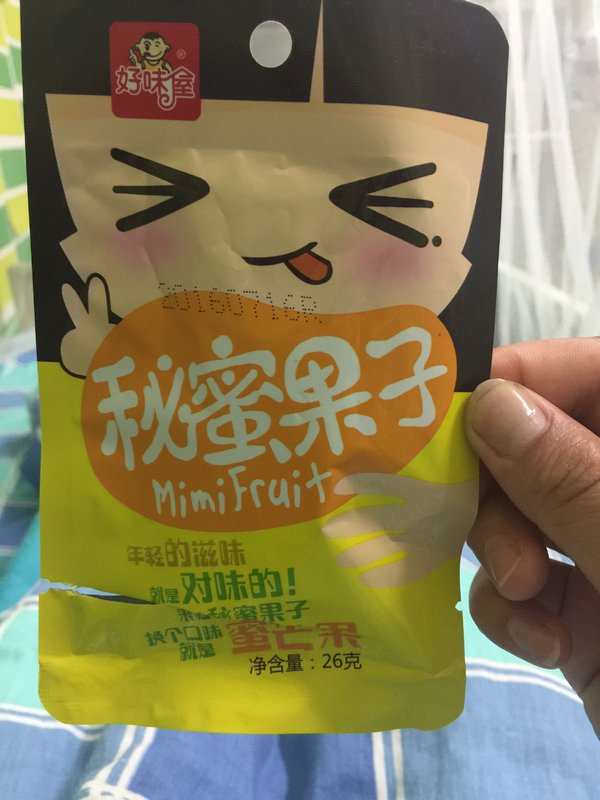 好味屋
®
20160716R
秘蜜果子
MimiFruit
年轻的滋味
就是对味的!
蜜果子
换个口味
就是蜜芒果
净含量：26克